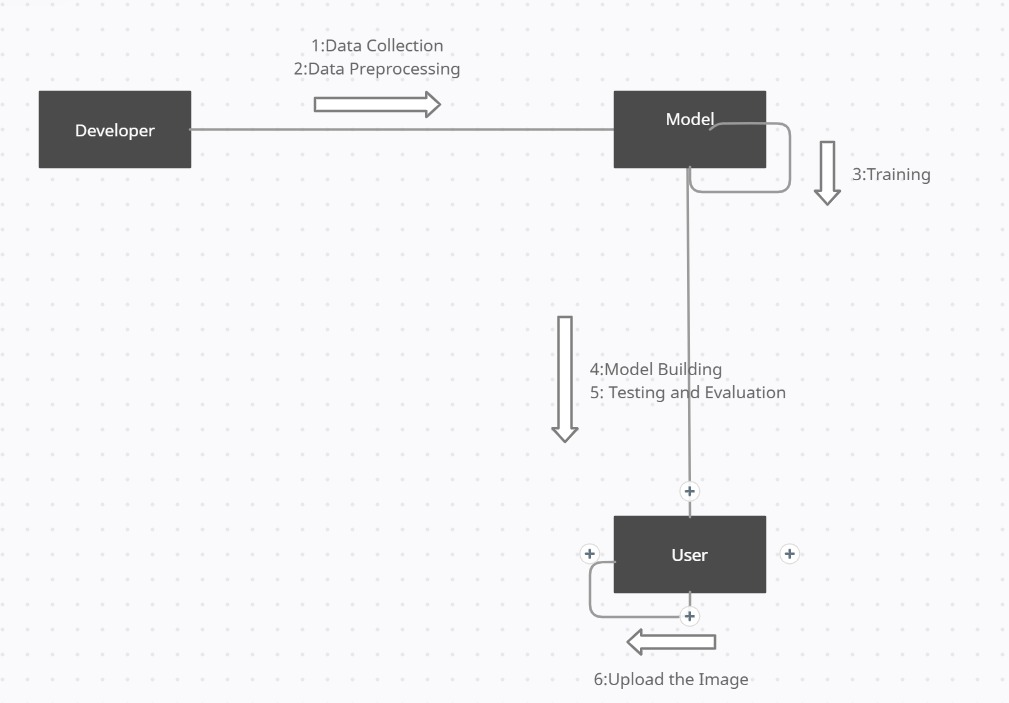 1:Data Collection
2:Data Preprocessing
Developer
Model
3:Training
4:Model Building
5: Testing and Evaluation
User
6:Upload the Image